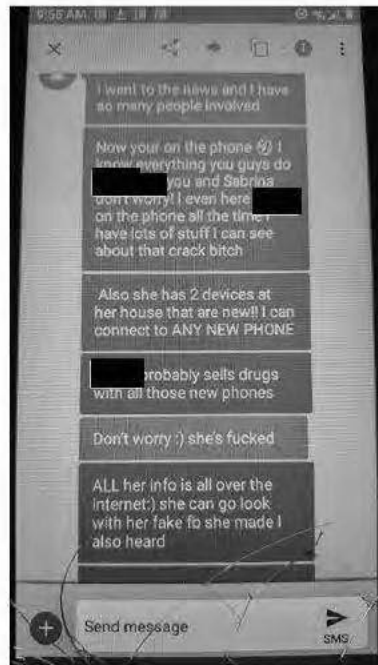 9:56 AM
I went to the news and I have
so many people involved
Now your on the phone I
know everything you guys do
you and Sabrina
don't worry! I even here
on the phone all the time I
have lots of stuff I can see
about that crack bitch
Also she has 2 devices at
her house that are new!! I can
connect to ANY NEW PHONE
probably sells drugs
with all those new phones
Don't worry :) she's fucked
ALL her info is all over the
internet:) she can go look
with her fake fb she made I
also heard
Send message
SMS